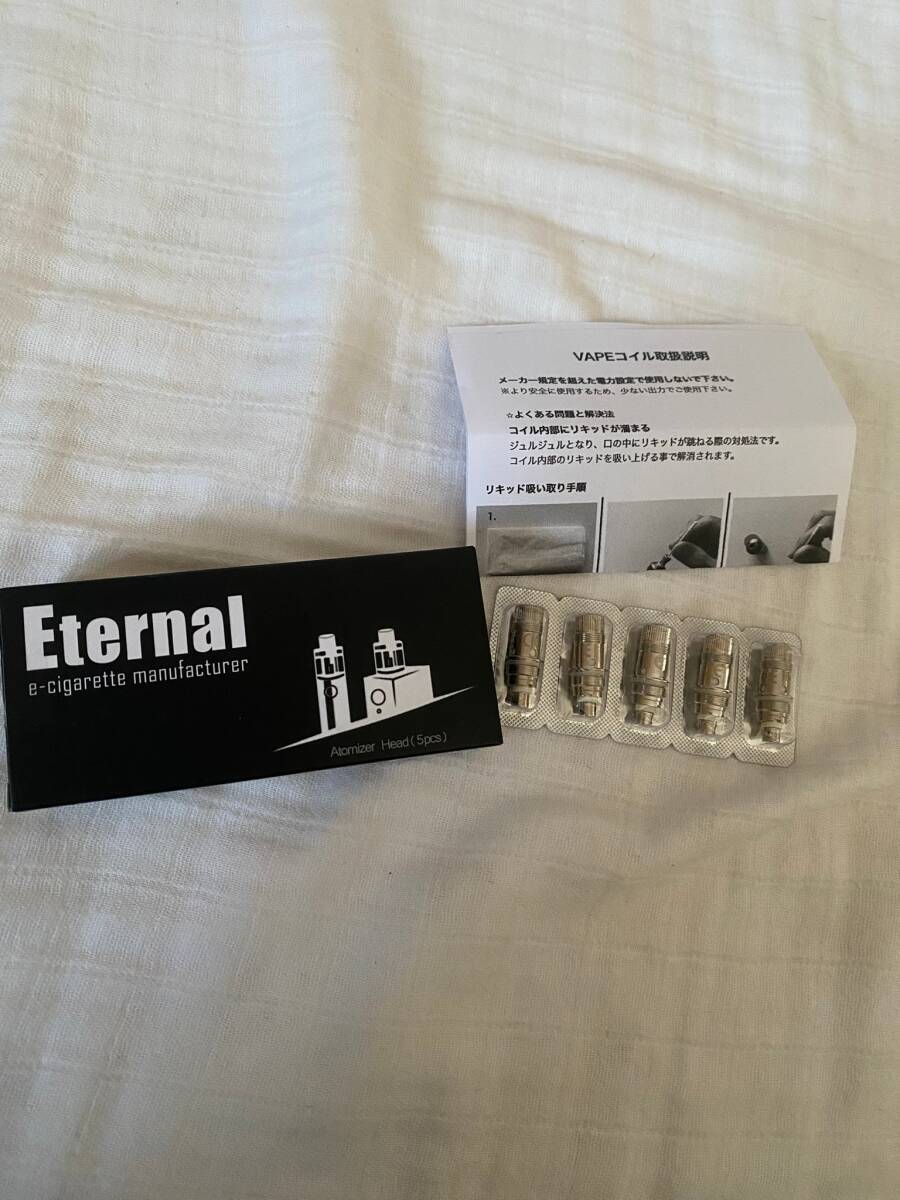 VAPEコイル取扱説明
メーカー規定を超えた電力設定で使用しないで下さい。
※より安全に使用するため、少ない出力でご使用下さい。
☆よくある問題と解決法
コイル内部にリキッドが溜まる
ジュルジュルとなり、口の中にリキッドが跳ねる際の対処法です。
コイル内部のリキッドを吸い上げる事で解消されます。
リキッド吸い取り手順
1.
Eternal
e-cigarette manufacturer
Atomizer Head(5pcs)